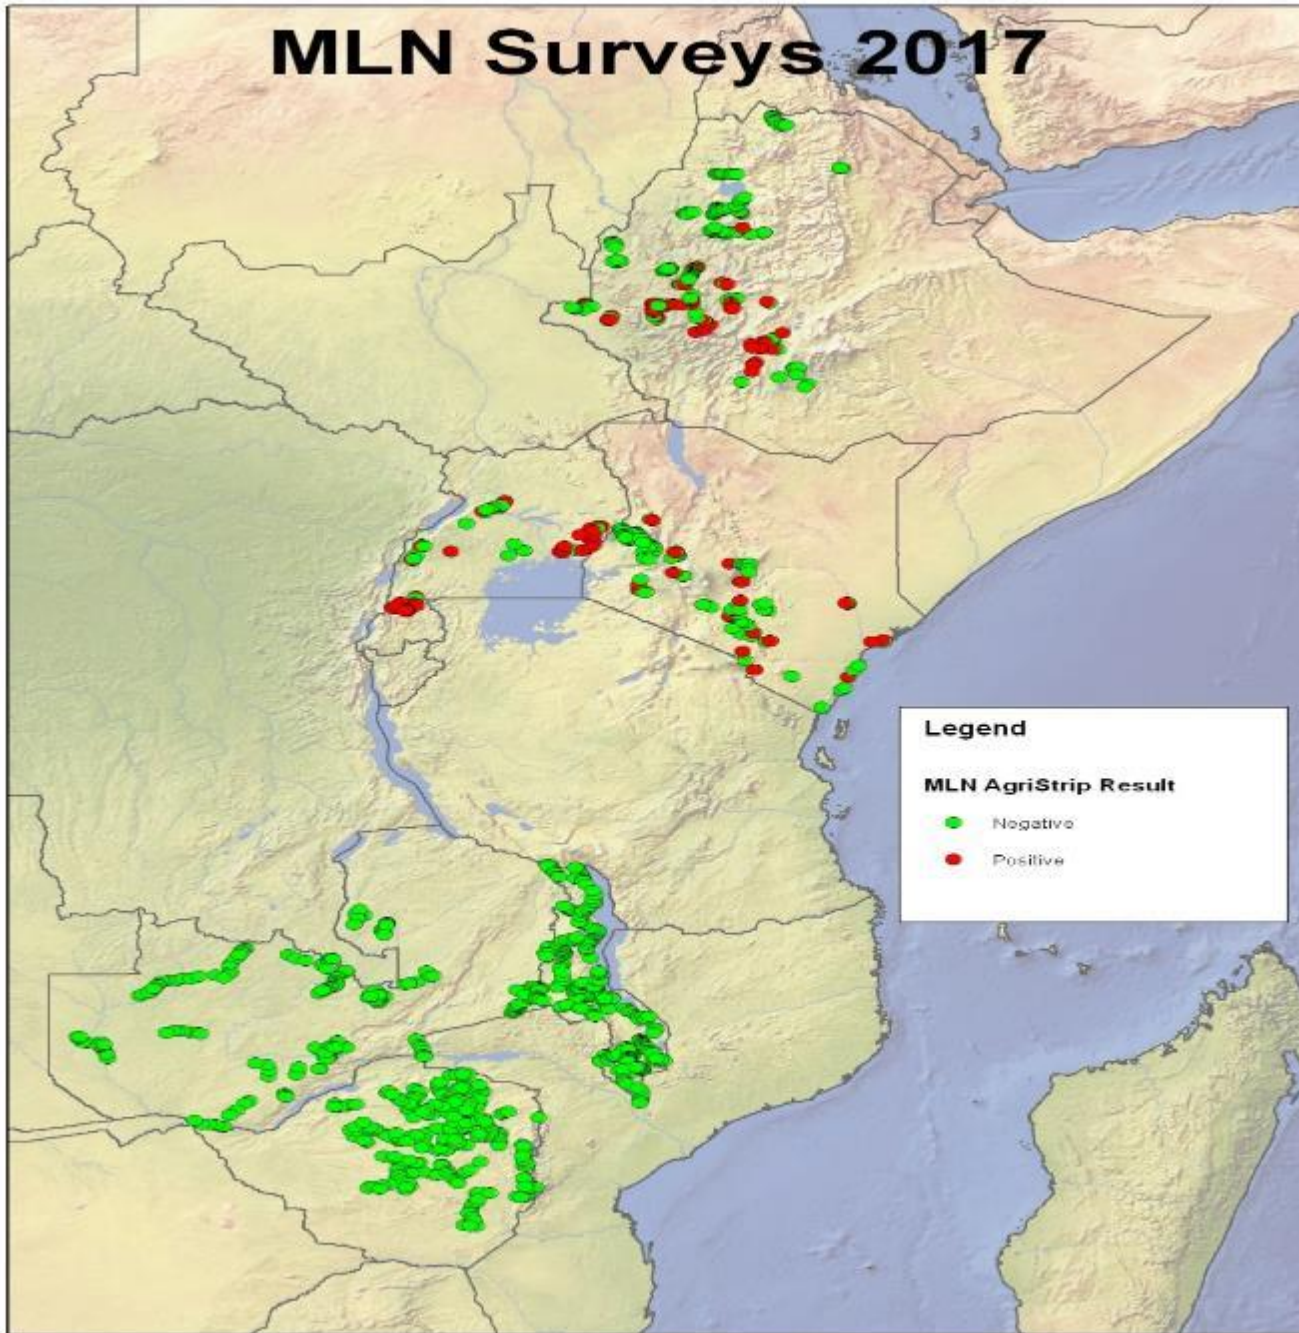 MLN Surveys 2017
Legend
MLN AgriStrip Result
Negative
Positive